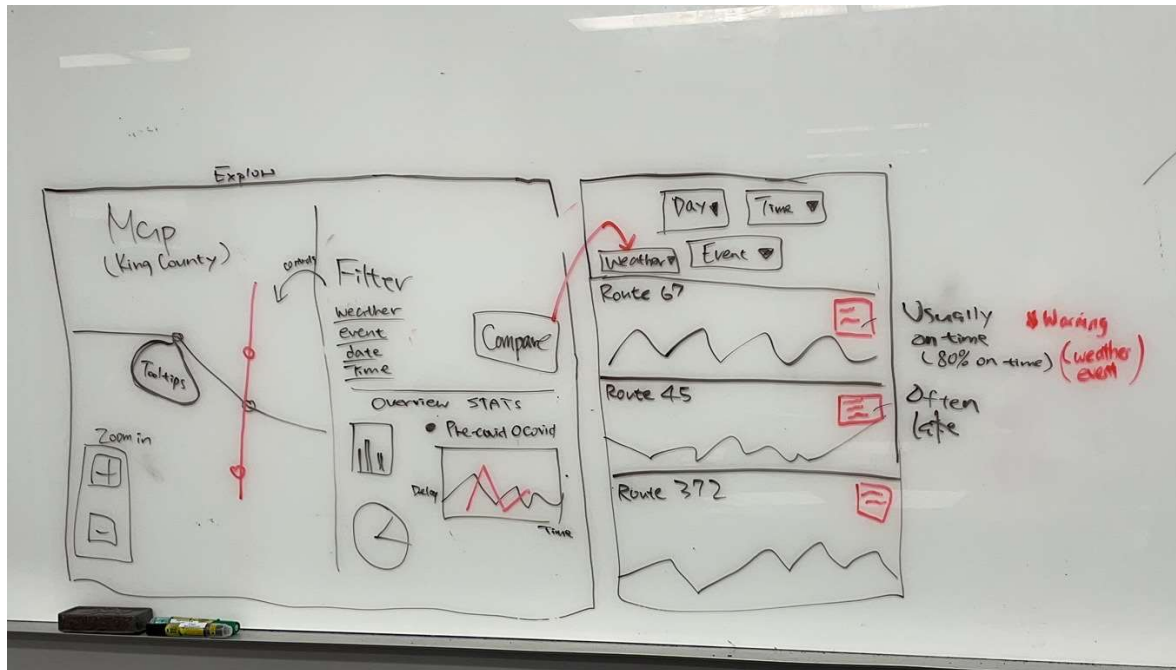 Explore
Map
(King County)
Tooltips
Zoom in
+
-
controls
Filter
weather
event
date
Time
Compare
Overview STATS
Pre-covid O Covid
Delay
Time
Day
Time
Weather
Event
Route 67
Route 45
Route 372
Usually
on time
(80% on time)
Warning
(weather
event)
Often
late